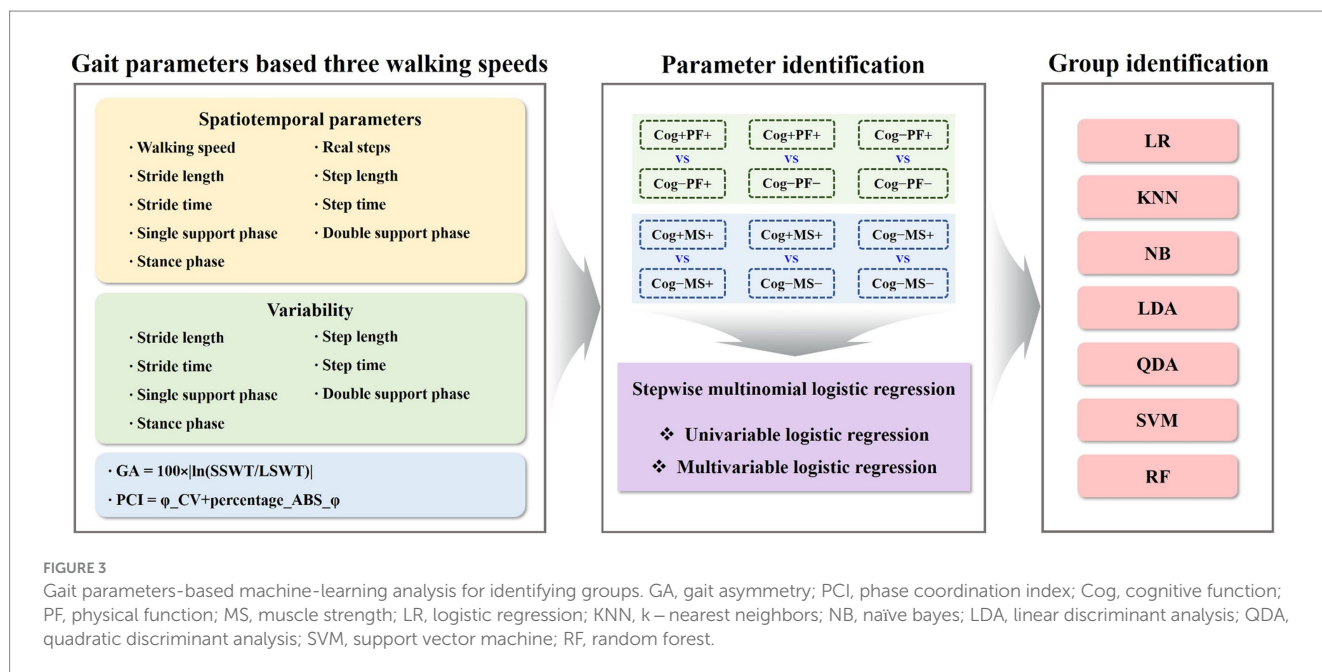 Gait parameters based three walking speeds
Spatiotemporal parameters
· Walking speed
· Real steps
· Stride length
· Step length
· Stride time
· Step time
· Single support phase
· Double support phase
· Stance phase
Variability
· Stride length
· Step length
· Stride time
· Step time
· Single support phase
· Double support phase
· Stance phase
· GA = 100×|ln(SSWT/LSWT)|
· PCI = φ_CV+percentage_ABS_φ
Parameter identification
Cog+PF+ Cog+PF+ Cog−PF+
VS VS VS
Cog−PF+ Cog−PF− Cog−PF−
Cog+MS+ Cog+MS+ Cog−MS+
VS VS VS
Cog−MS+ Cog−MS− Cog−MS−
Stepwise multinomial logistic regression
❖ Univariable logistic regression
❖ Multivariable logistic regression
Group identification
LR
KNN
NB
LDA
QDA
SVM
RF
FIGURE 3
Gait parameters-based machine-learning analysis for identifying groups. GA, gait asymmetry; PCI, phase coordination index; Cog, cognitive function;
PF, physical function; MS, muscle strength; LR, logistic regression; KNN, k – nearest neighbors; NB, naïve bayes; LDA, linear discriminant analysis; QDA,
quadratic discriminant analysis; SVM, support vector machine; RF, random forest.